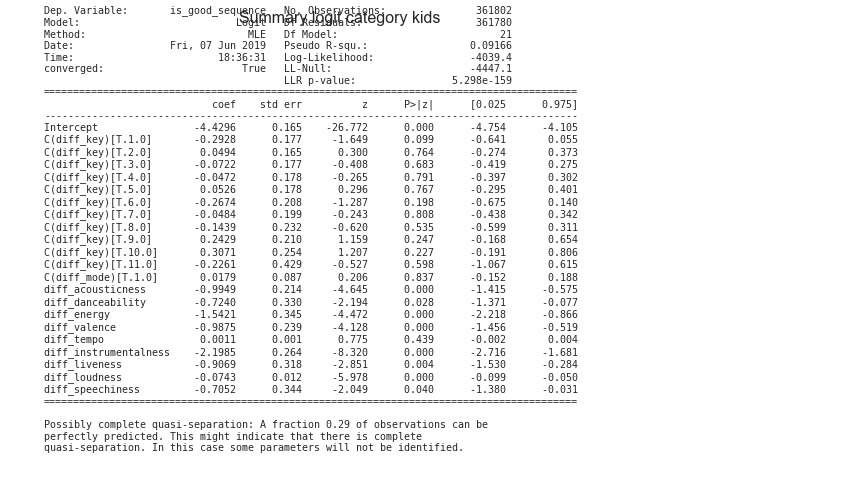 Summary logit category kids
Dep. Variable: is_good_sequence No. Observations: 361802
Model: Logit Df Residuals: 361780
Method: MLE Df Model: 21
Date: Fri, 07 Jun 2019 Pseudo R-squ.: 0.09166
Time: 18:36:31 Log-Likelihood: -4039.4
converged: True LL-Null: -4447.1
LLR p-value: 5.298e-159
==============================================================================
coef std err z P>|z| [0.025 0.975]
------------------------------------------------------------------------------
Intercept -4.4296 0.165 -26.772 0.000 -4.754 -4.105
C(diff_key)[T.1.0] -0.2928 0.177 -1.649 0.099 -0.641 0.055
C(diff_key)[T.2.0] 0.0494 0.165 0.300 0.764 -0.274 0.373
C(diff_key)[T.3.0] -0.0722 0.177 -0.408 0.683 -0.419 0.275
C(diff_key)[T.4.0] -0.0472 0.178 -0.265 0.791 -0.397 0.302
C(diff_key)[T.5.0] 0.0526 0.178 0.296 0.767 -0.295 0.401
C(diff_key)[T.6.0] -0.2674 0.208 -1.287 0.198 -0.675 0.140
C(diff_key)[T.7.0] -0.0484 0.199 -0.243 0.808 -0.438 0.342
C(diff_key)[T.8.0] -0.1439 0.232 -0.620 0.535 -0.599 0.311
C(diff_key)[T.9.0] 0.2429 0.210 1.159 0.247 -0.168 0.654
C(diff_key)[T.10.0] 0.3071 0.254 1.207 0.227 -0.191 0.806
C(diff_key)[T.11.0] -0.2261 0.429 -0.527 0.598 -1.067 0.615
C(diff_mode)[T.1.0] 0.0179 0.087 0.206 0.837 -0.152 0.188
diff_acousticness -0.9949 0.214 -4.645 0.000 -1.415 -0.575
diff_danceability -0.7240 0.330 -2.194 0.028 -1.371 -0.077
diff_energy -1.5421 0.345 -4.472 0.000 -2.218 -0.866
diff_valence -0.9875 0.239 -4.128 0.000 -1.456 -0.519
diff_tempo 0.0011 0.001 0.775 0.439 -0.002 0.004
diff_instrumentalness -2.1985 0.264 -8.320 0.000 -2.716 -1.681
diff_liveness -0.9069 0.318 -2.851 0.004 -1.530 -0.284
diff_loudness -0.0743 0.012 -5.978 0.000 -0.099 -0.050
diff_speechiness -0.7052 0.344 -2.049 0.040 -1.380 -0.031
==============================================================================
Possibly complete quasi-separation: A fraction 0.29 of observations can be
perfectly predicted. This might indicate that there is complete
quasi-separation. In this case some parameters will not be identified.